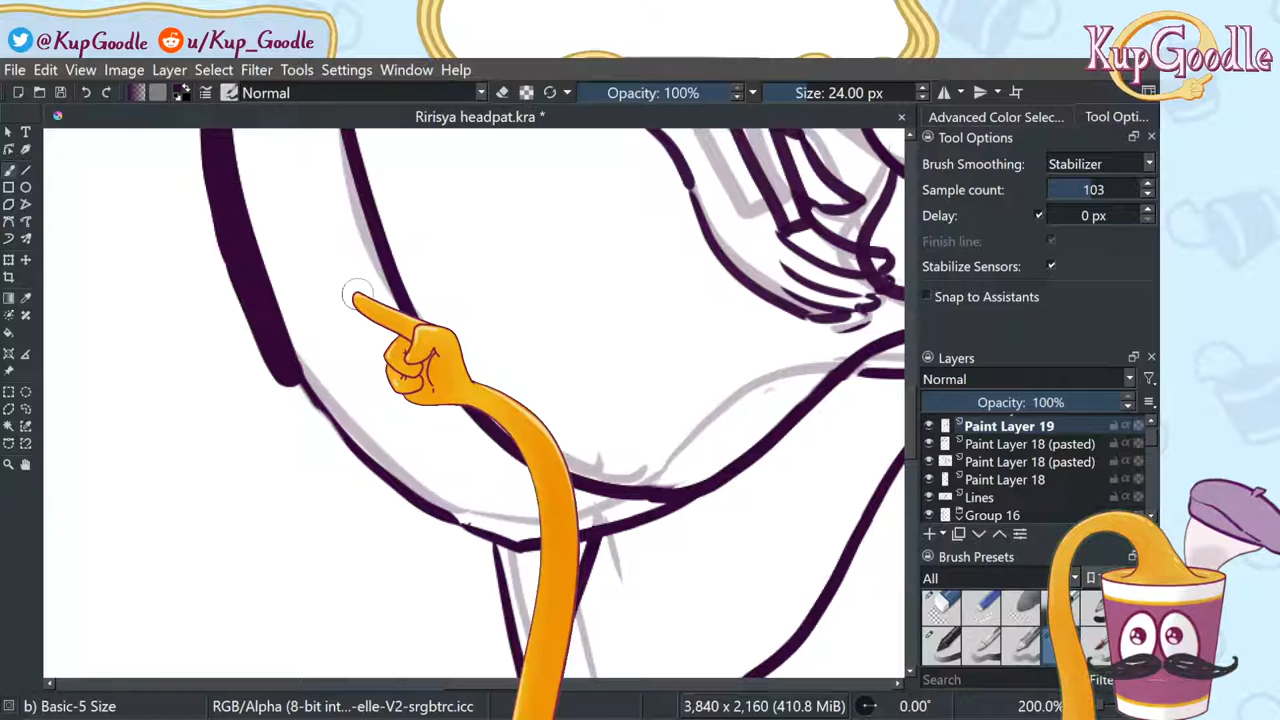 @KupGoodle u/Kup_Goodle
KupGoodle
File Edit View Image Layer Select Filter Tools Settings Window Help
Normal Opacity: 100% Size: 24.00 px
Ririsya headpat.kra *
Advanced Color Selec... Tool Opti...
Tool Options
Brush Smoothing: Stabilizer
Sample count: 103
Delay: 0 px
Finish line:
Stabilize Sensors:
Snap to Assistants
Layers
Normal
Opacity: 100%
Paint Layer 19
Paint Layer 18 (pasted)
Paint Layer 18 (pasted)
Paint Layer 18
Lines
Group 16
Brush Presets
All
Search
b) Basic-5 Size RGB/Alpha (8-bit int...-elle-V2-srgbtrc.icc 3,840 x 2,160 (410.8 MiB) 0.00° 200.0%